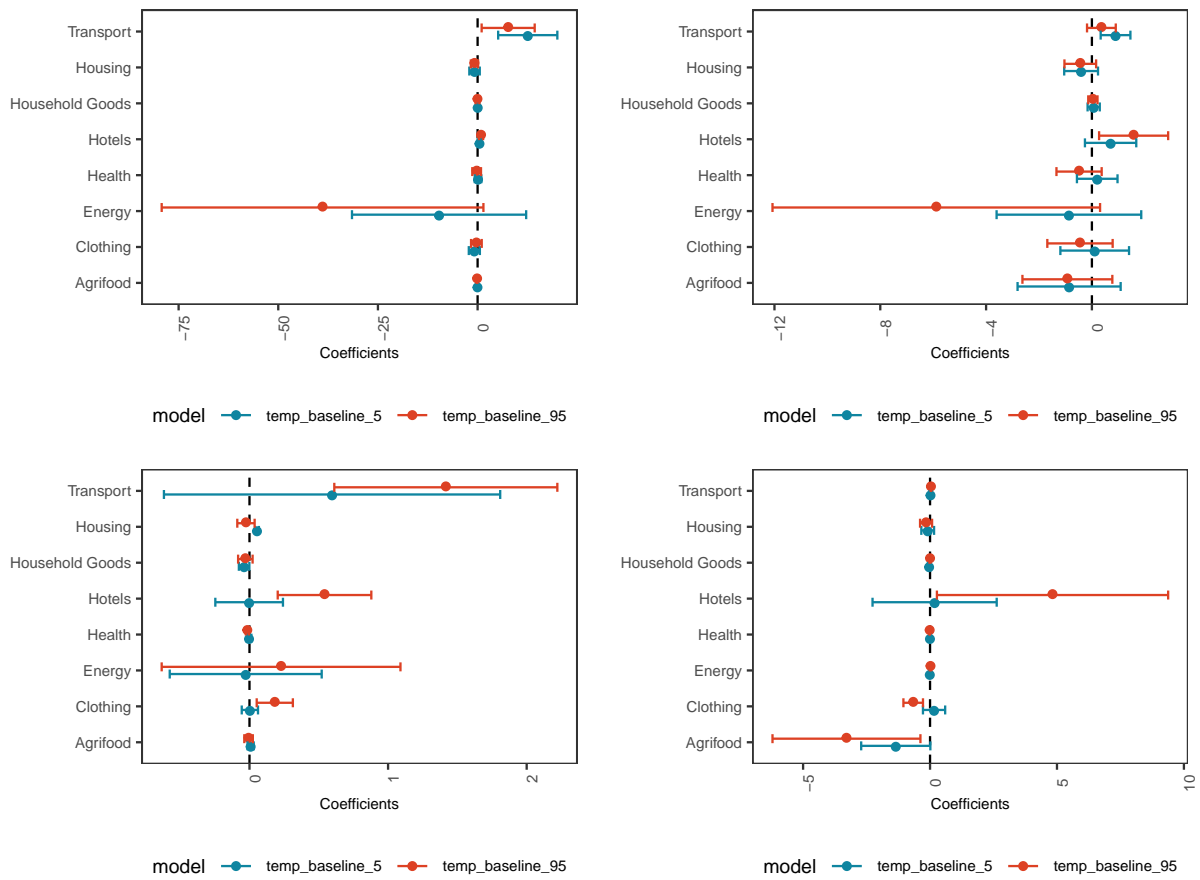 Transport
Housing
Household Goods
Hotels
Health
Energy
Clothing
Agrifood
−75
−50
−25
0
Coefficients
model temp_baseline_5 temp_baseline_95
Transport
Housing
Household Goods
Hotels
Health
Energy
Clothing
Agrifood
−12
−8
−4
0
Coefficients
model temp_baseline_5 temp_baseline_95
Transport
Housing
Household Goods
Hotels
Health
Energy
Clothing
Agrifood
0
1
2
Coefficients
model temp_baseline_5 temp_baseline_95
Transport
Housing
Household Goods
Hotels
Health
Energy
Clothing
Agrifood
−5
0
5
10
Coefficients
model temp_baseline_5 temp_baseline_95